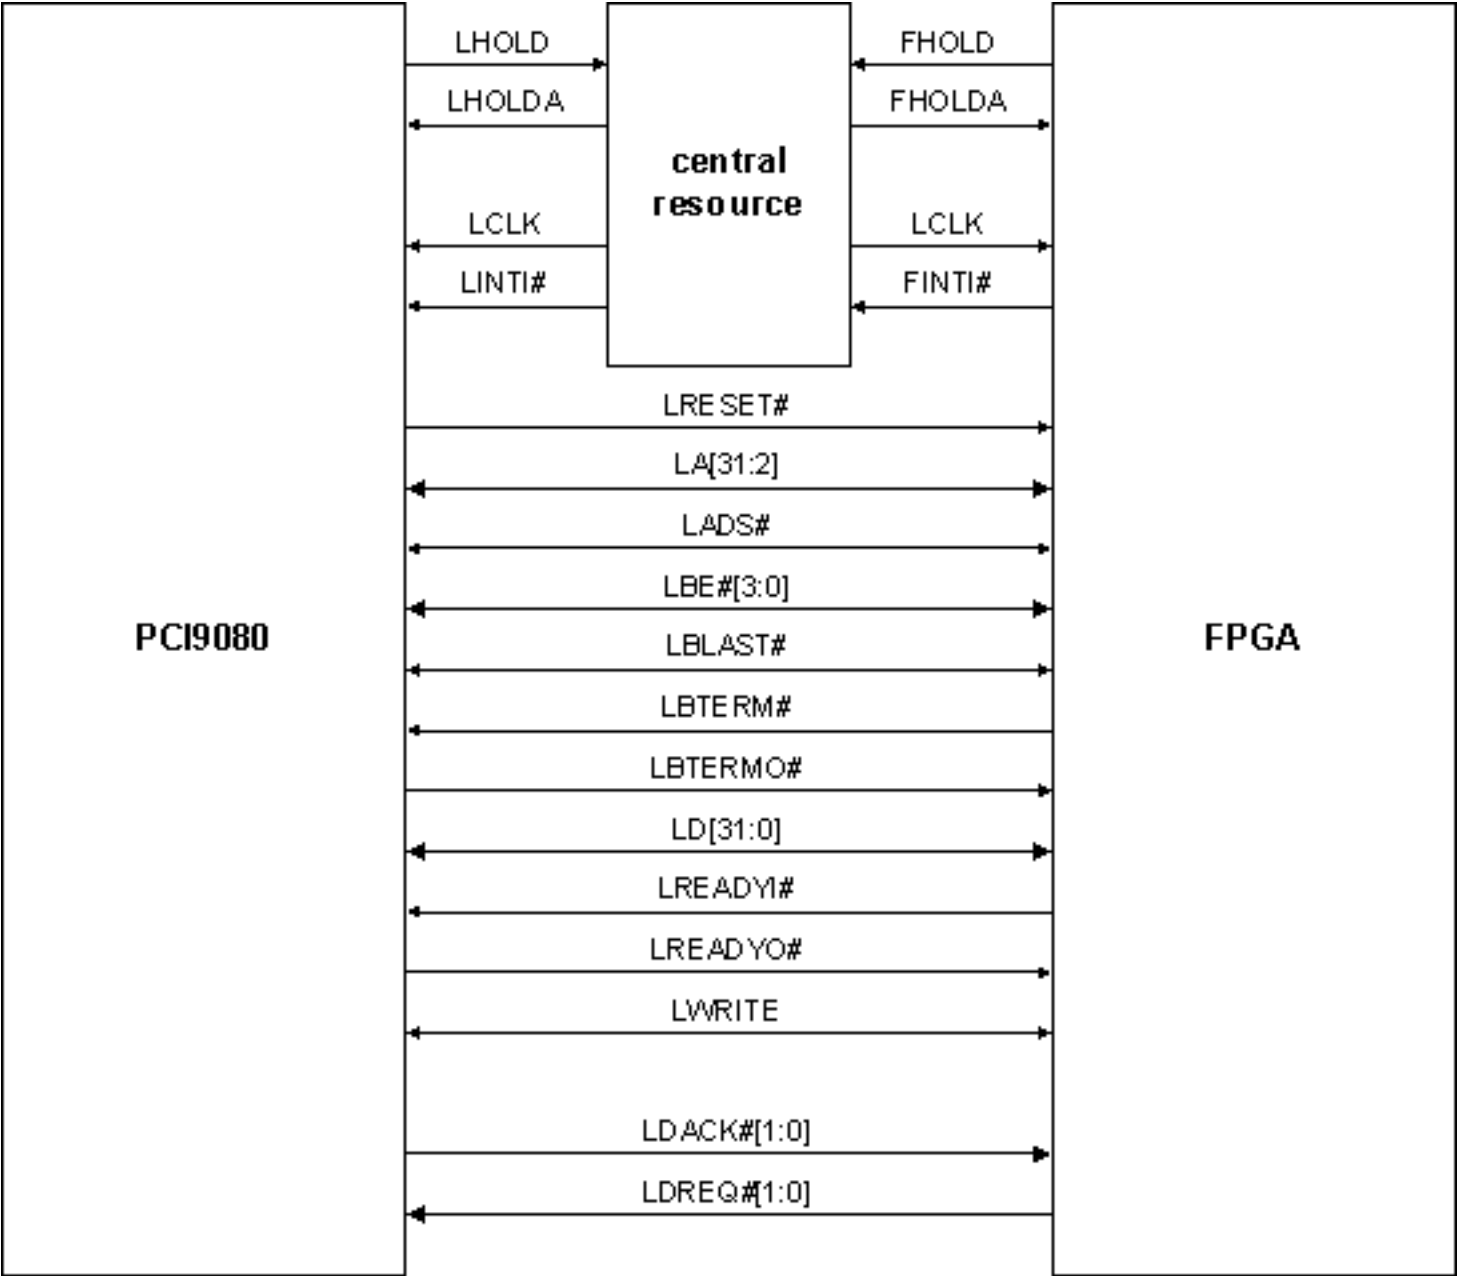 LHOLD
FHOLD
LHOLDA
FHOLDA
central
resource
LCLK
LCLK
LINTI#
FINTI#
LRESET#
LA[31:2]
LADS#
LBE#[3:0]
PCI9080
LBLAST#
FPGA
LBTERM#
LBTERMO#
LD[31:0]
LREADYI#
LREADYO#
LWRITE
LDACK#[1:0]
LDREQ#[1:0]